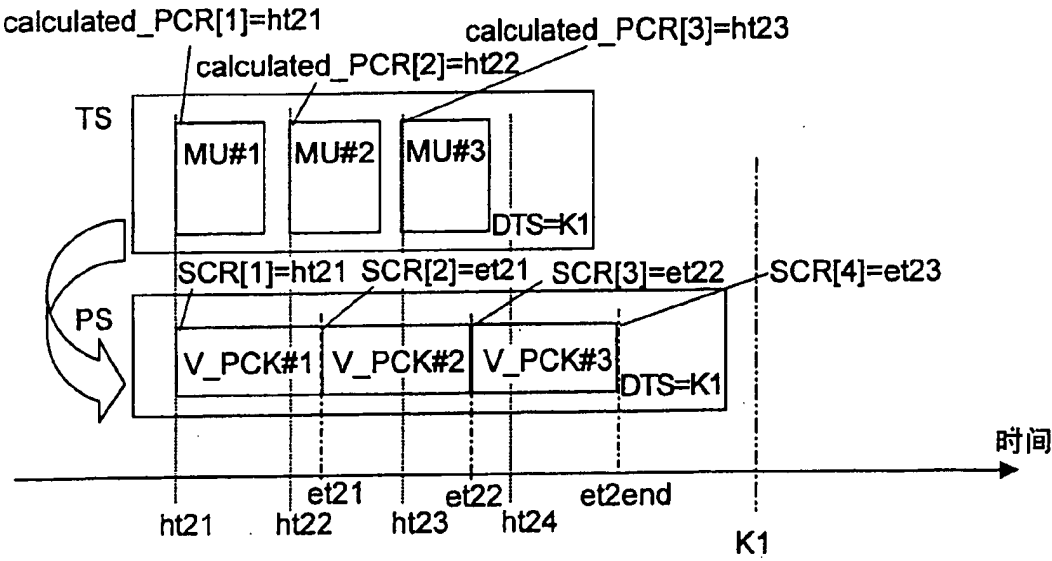 calculated_PCR[1]=ht21
calculated_PCR[3]=ht23
calculated_PCR[2]=ht22
TS
MU#1 MU#2 MU#3
DTS=K1
SCR[1]=ht21 SCR[2]=et21 SCR[3]=et22 SCR[4]=et23
PS
V_PCK#1 V_PCK#2 V_PCK#3
DTS=K1
时间
et21 et22 et2end
ht21 ht22 ht23 ht24
K1